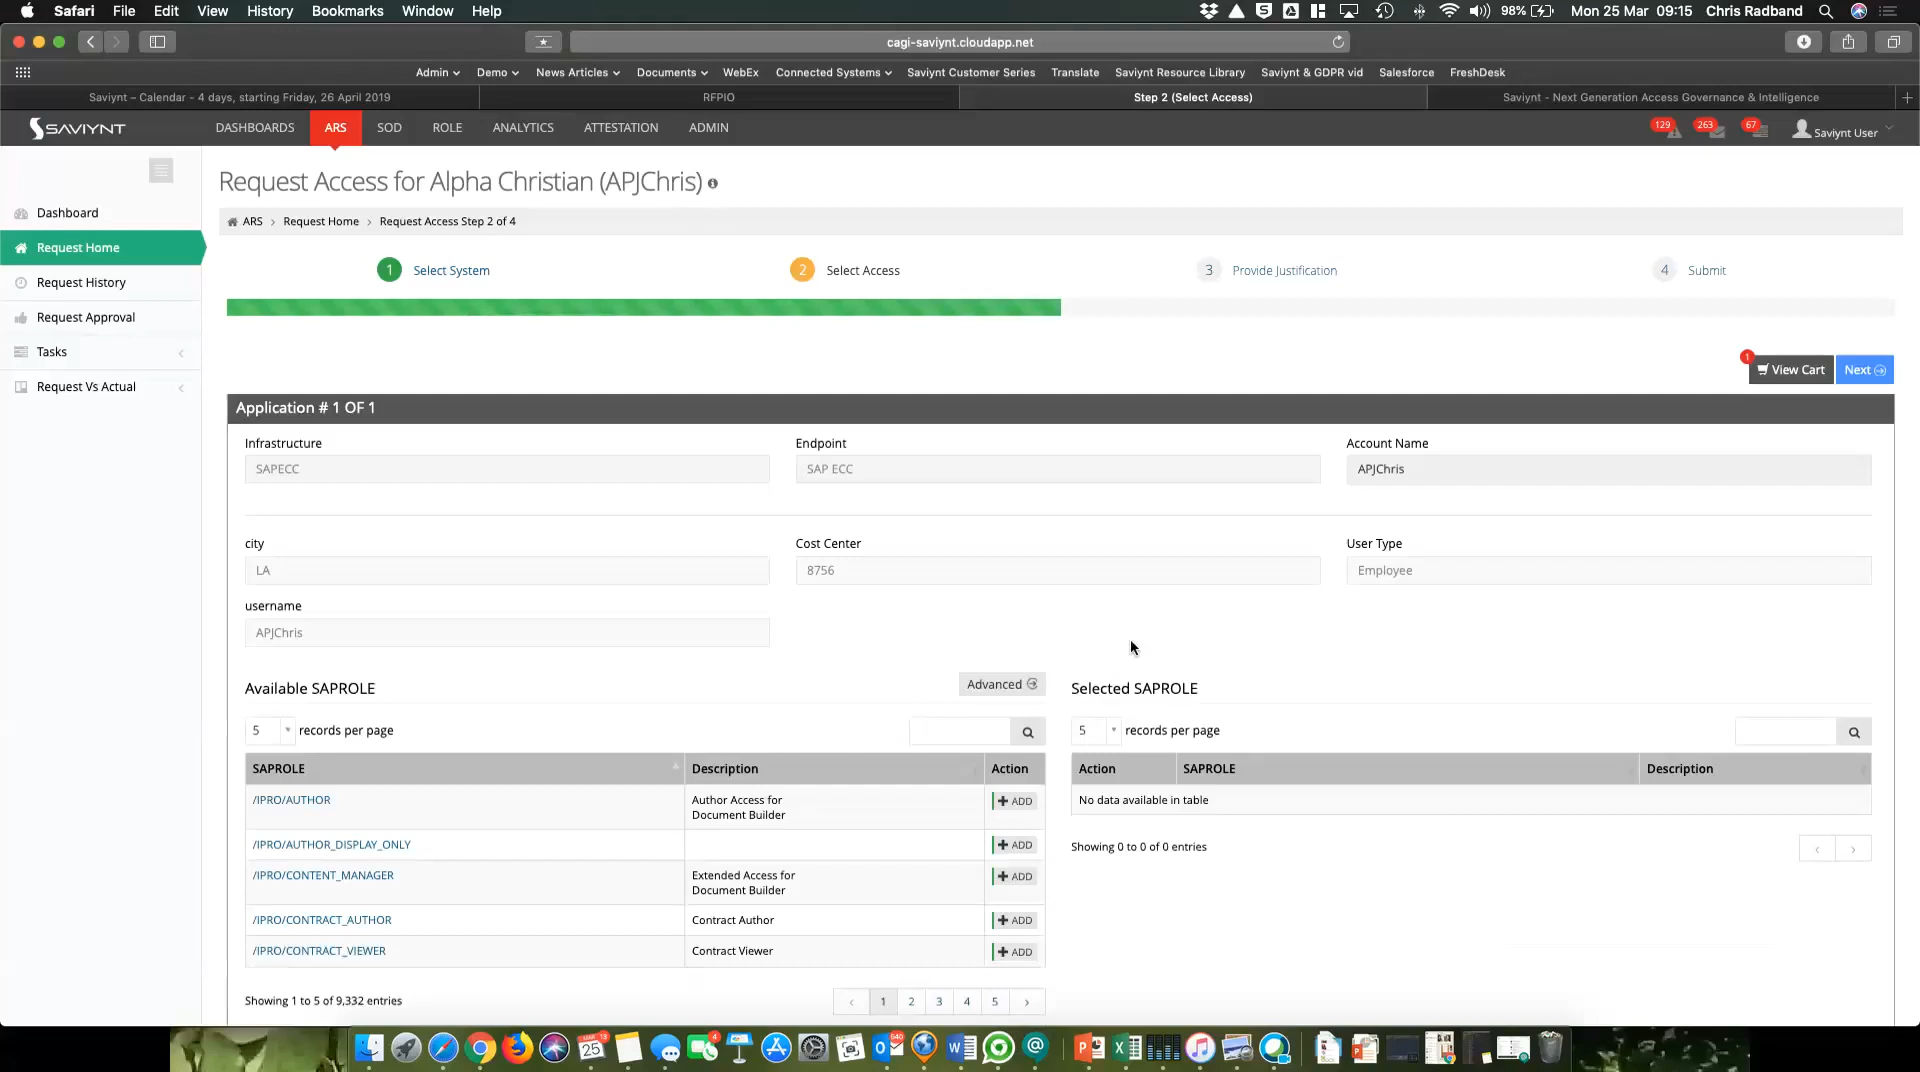 Safari File Edit View History Bookmarks Window Help 98% Mon 25 Mar 09:15 Chris Radband
cagi-saviynt.cloudapp.net
Admin Demo News Articles Documents WebEx Connected Systems Saviynt Customer Series Translate Saviynt Resource Library Saviynt & GDPR vid Salesforce FreshDesk
Saviynt – Calendar - 4 days, starting Friday, 26 April 2019 RFPIO Step 2 (Select Access) Saviynt - Next Generation Access Governance & Intelligence
SAVIYNT DASHBOARDS ARS SOD ROLE ANALYTICS ATTESTATION ADMIN 129 263 67 Saviynt User
Request Access for Alpha Christian (APJChris)
Dashboard
Request Home
Request History
Request Approval
Tasks
Request Vs Actual
ARS > Request Home > Request Access Step 2 of 4
1 Select System 2 Select Access 3 Provide Justification 4 Submit
1 View Cart Next
Application # 1 OF 1
Infrastructure Endpoint Account Name
SAPECC SAP ECC APJChris
city Cost Center User Type
LA 8756 Employee
username
APJChris
Available SAPROLE Advanced
5 records per page
SAPROLE Description Action
/IPRO/AUTHOR Author Access for Document Builder ADD
/IPRO/AUTHOR_DISPLAY_ONLY ADD
/IPRO/CONTENT_MANAGER Extended Access for Document Builder ADD
/IPRO/CONTRACT_AUTHOR Contract Author ADD
/IPRO/CONTRACT_VIEWER Contract Viewer ADD
Showing 1 to 5 of 9,332 entries < 1 2 3 4 5 >
Selected SAPROLE
5 records per page
Action SAPROLE Description
No data available in table
Showing 0 to 0 of 0 entries < >
25 4 540